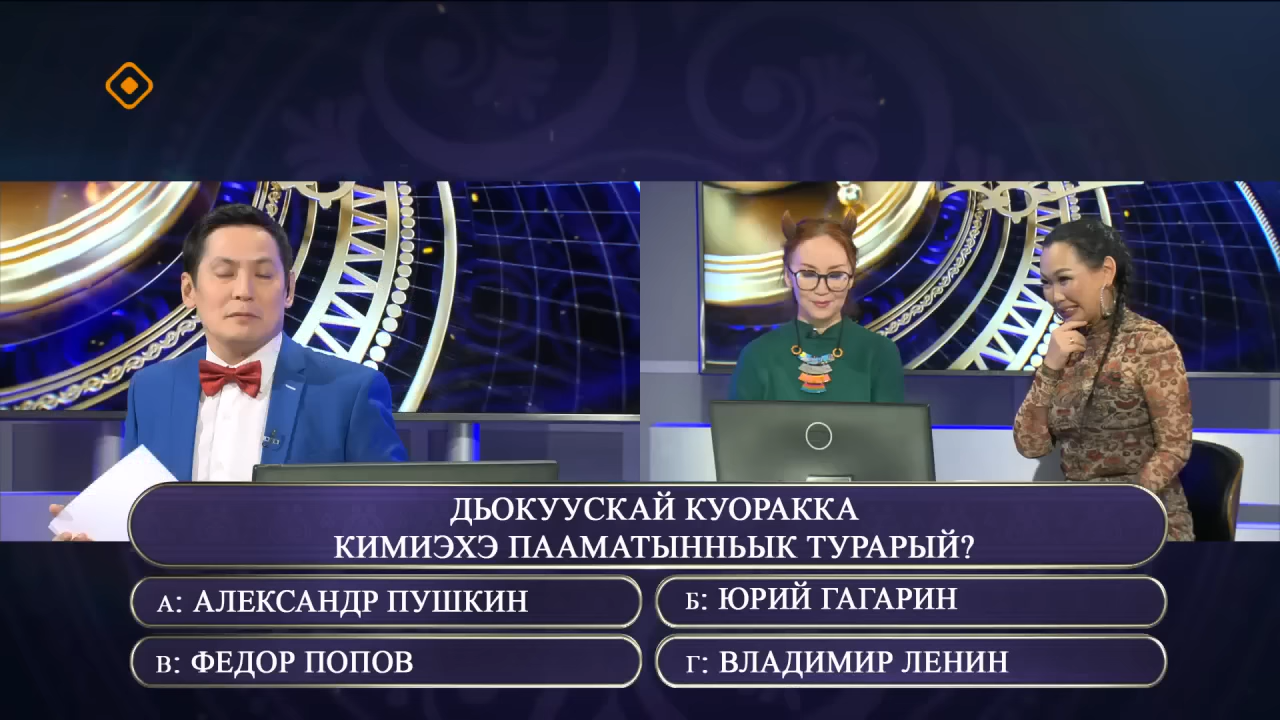 ДЬОКУУСКАЙ КУОРАККА
КИМИЭХЭ ПААМАТЫННЬЫК ТУРАРЫЙ?
А: АЛЕКСАНДР ПУШКИН
Б: ЮРИЙ ГАГАРИН
В: ФЕДОР ПОПОВ
Г: ВЛАДИМИР ЛЕНИН